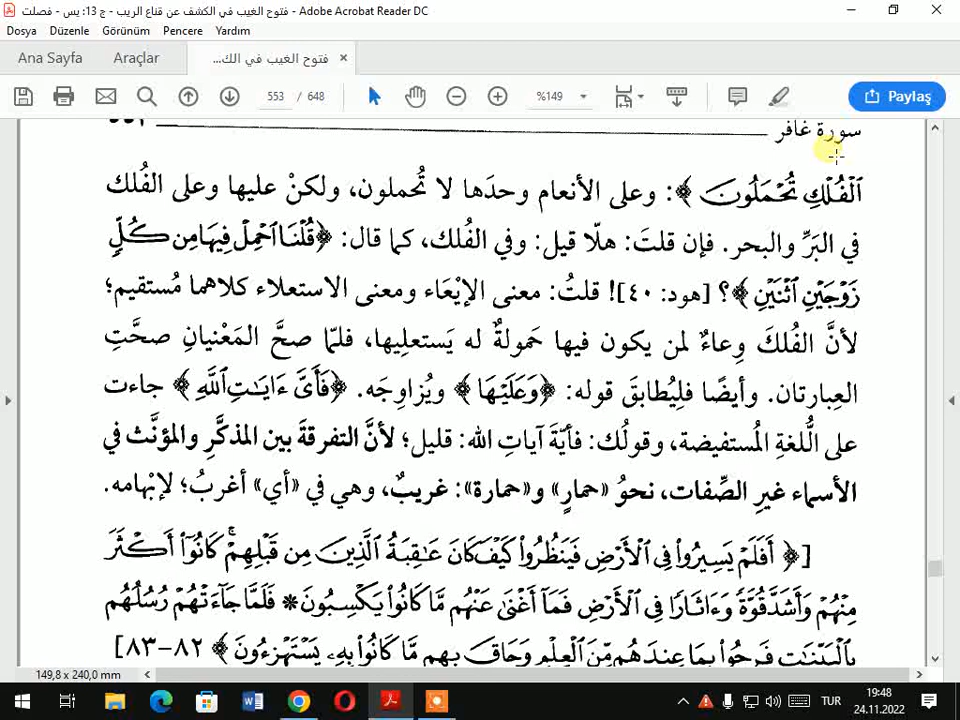 فتوح الغيب في الكشف عن قناع الريب - ج 13: يس - فصلت - Adobe Acrobat Reader DC
Dosya Düzenle Görünüm Pencere Yardım
Ana Sayfa Araçlar فتوح الغيب في الك... ×
553 / 648 %149 Paylaş
سورة غافر
ٱلْفُلْكِ تُحْمَلُونَ ﴾: وعلى الأنعام وحدَها لا تُحملون، ولكنْ عليها وعلى الفُلك
في البَرِّ والبحر. فإن قلتَ: هلّا قيل: وفي الفُلك، كما قال: ﴿قُلْنَا ٱحْمِلْ فِيهَا مِن كُلٍّ
زَوْجَيْنِ ٱثْنَيْنِ ﴾؟ [هود: ٤٠]! قلتُ: معنى الإيْعَاء ومعنى الاستعلاء كلاهما مُستقيم؛
لأنَّ الفُلكَ وِعاءٌ لمن يكون فيها حَمولةٌ له يَستعلِيها، فلمّا صحَّ المَعْنيانِ صحَّتِ
العِبارتان. وأيضًا فلِيُطابقَ قوله: ﴿وَعَلَيْهَا ﴾ ويُزاوِجَه. ﴿فَأَىَّ ءَايَـٰتِ ٱللَّهِ ﴾ جاءت
على اللُّغةِ المُستفيضة، وقولُك: فأيّةَ آياتِ الله: قليل؛ لأنَّ التفرقةَ بين المذكَّرِ والمؤنَّث في
الأسماء غيرِ الصِّفات، نحوُ «حمارٍ» و«حمارة»: غريبٌ، وهي في «أي» أغربُ؛ لإبْهامه.
[﴿ أَفَلَمْ يَسِيرُوا۟ فِى ٱلْأَرْضِ فَيَنظُرُوا۟ كَيْفَ كَانَ عَـٰقِبَةُ ٱلَّذِينَ مِن قَبْلِهِمْ ۚ كَانُوٓا۟ أَكْثَرَ
مِنْهُمْ وَأَشَدَّ قُوَّةً وَءَاثَارًا فِى ٱلْأَرْضِ فَمَآ أَغْنَىٰ عَنْهُم مَّا كَانُوا۟ يَكْسِبُونَ * فَلَمَّا جَآءَتْهُمْ رُسُلُهُم
بِٱلْبَيِّنَـٰتِ فَرِحُوا۟ بِمَا عِندَهُم مِّنَ ٱلْعِلْمِ وَحَاقَ بِهِم مَّا كَانُوا۟ بِهِۦ يَسْتَهْزِءُونَ ﴾ ٨٢-٨٣]
149,8 x 240,0 mm
TUR 19:48
24.11.2022